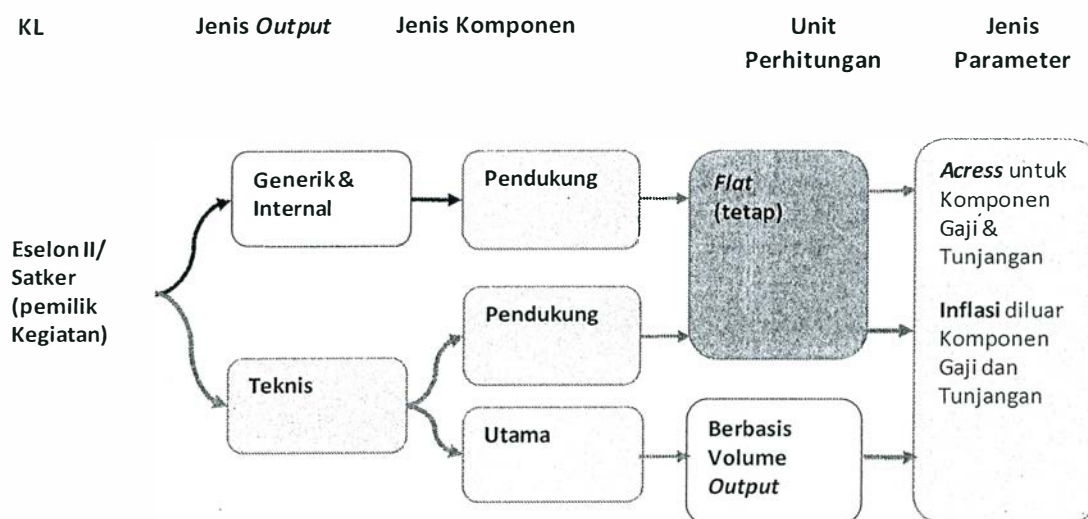 KL
Jenis Output
Jenis Komponen
Unit
Perhitungan
Jenis
Parameter
Eselon II/
Satker
(pemilik
Kegiatan)
Generik &
Internal
Teknis
Pendukung
Pendukung
Utama
Flat
(tetap)
Berbasis
Volume
Output
Acress untuk
Komponen
Gaji &
Tunjangan
Inflasi diluar
Komponen
Gaji dan
Tunjangan